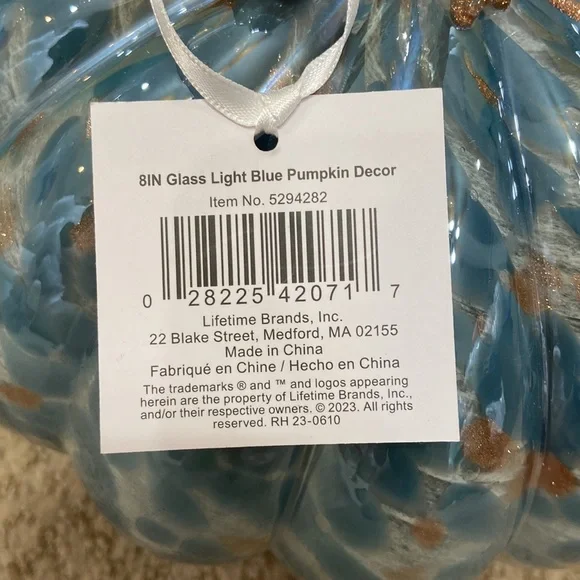 8IN Glass Light Blue Pumpkin Decor
Item No. 5294282
0 28225 42071 7
Lifetime Brands, Inc.
22 Blake Street, Medford, MA 02155
Made in China
Fabriqué en Chine / Hecho en China
The trademarks ® and ™ and logos appearing
herein are the property of Lifetime Brands, Inc.,
and/or their respective owners. © 2023. All rights
reserved. RH 23-0610